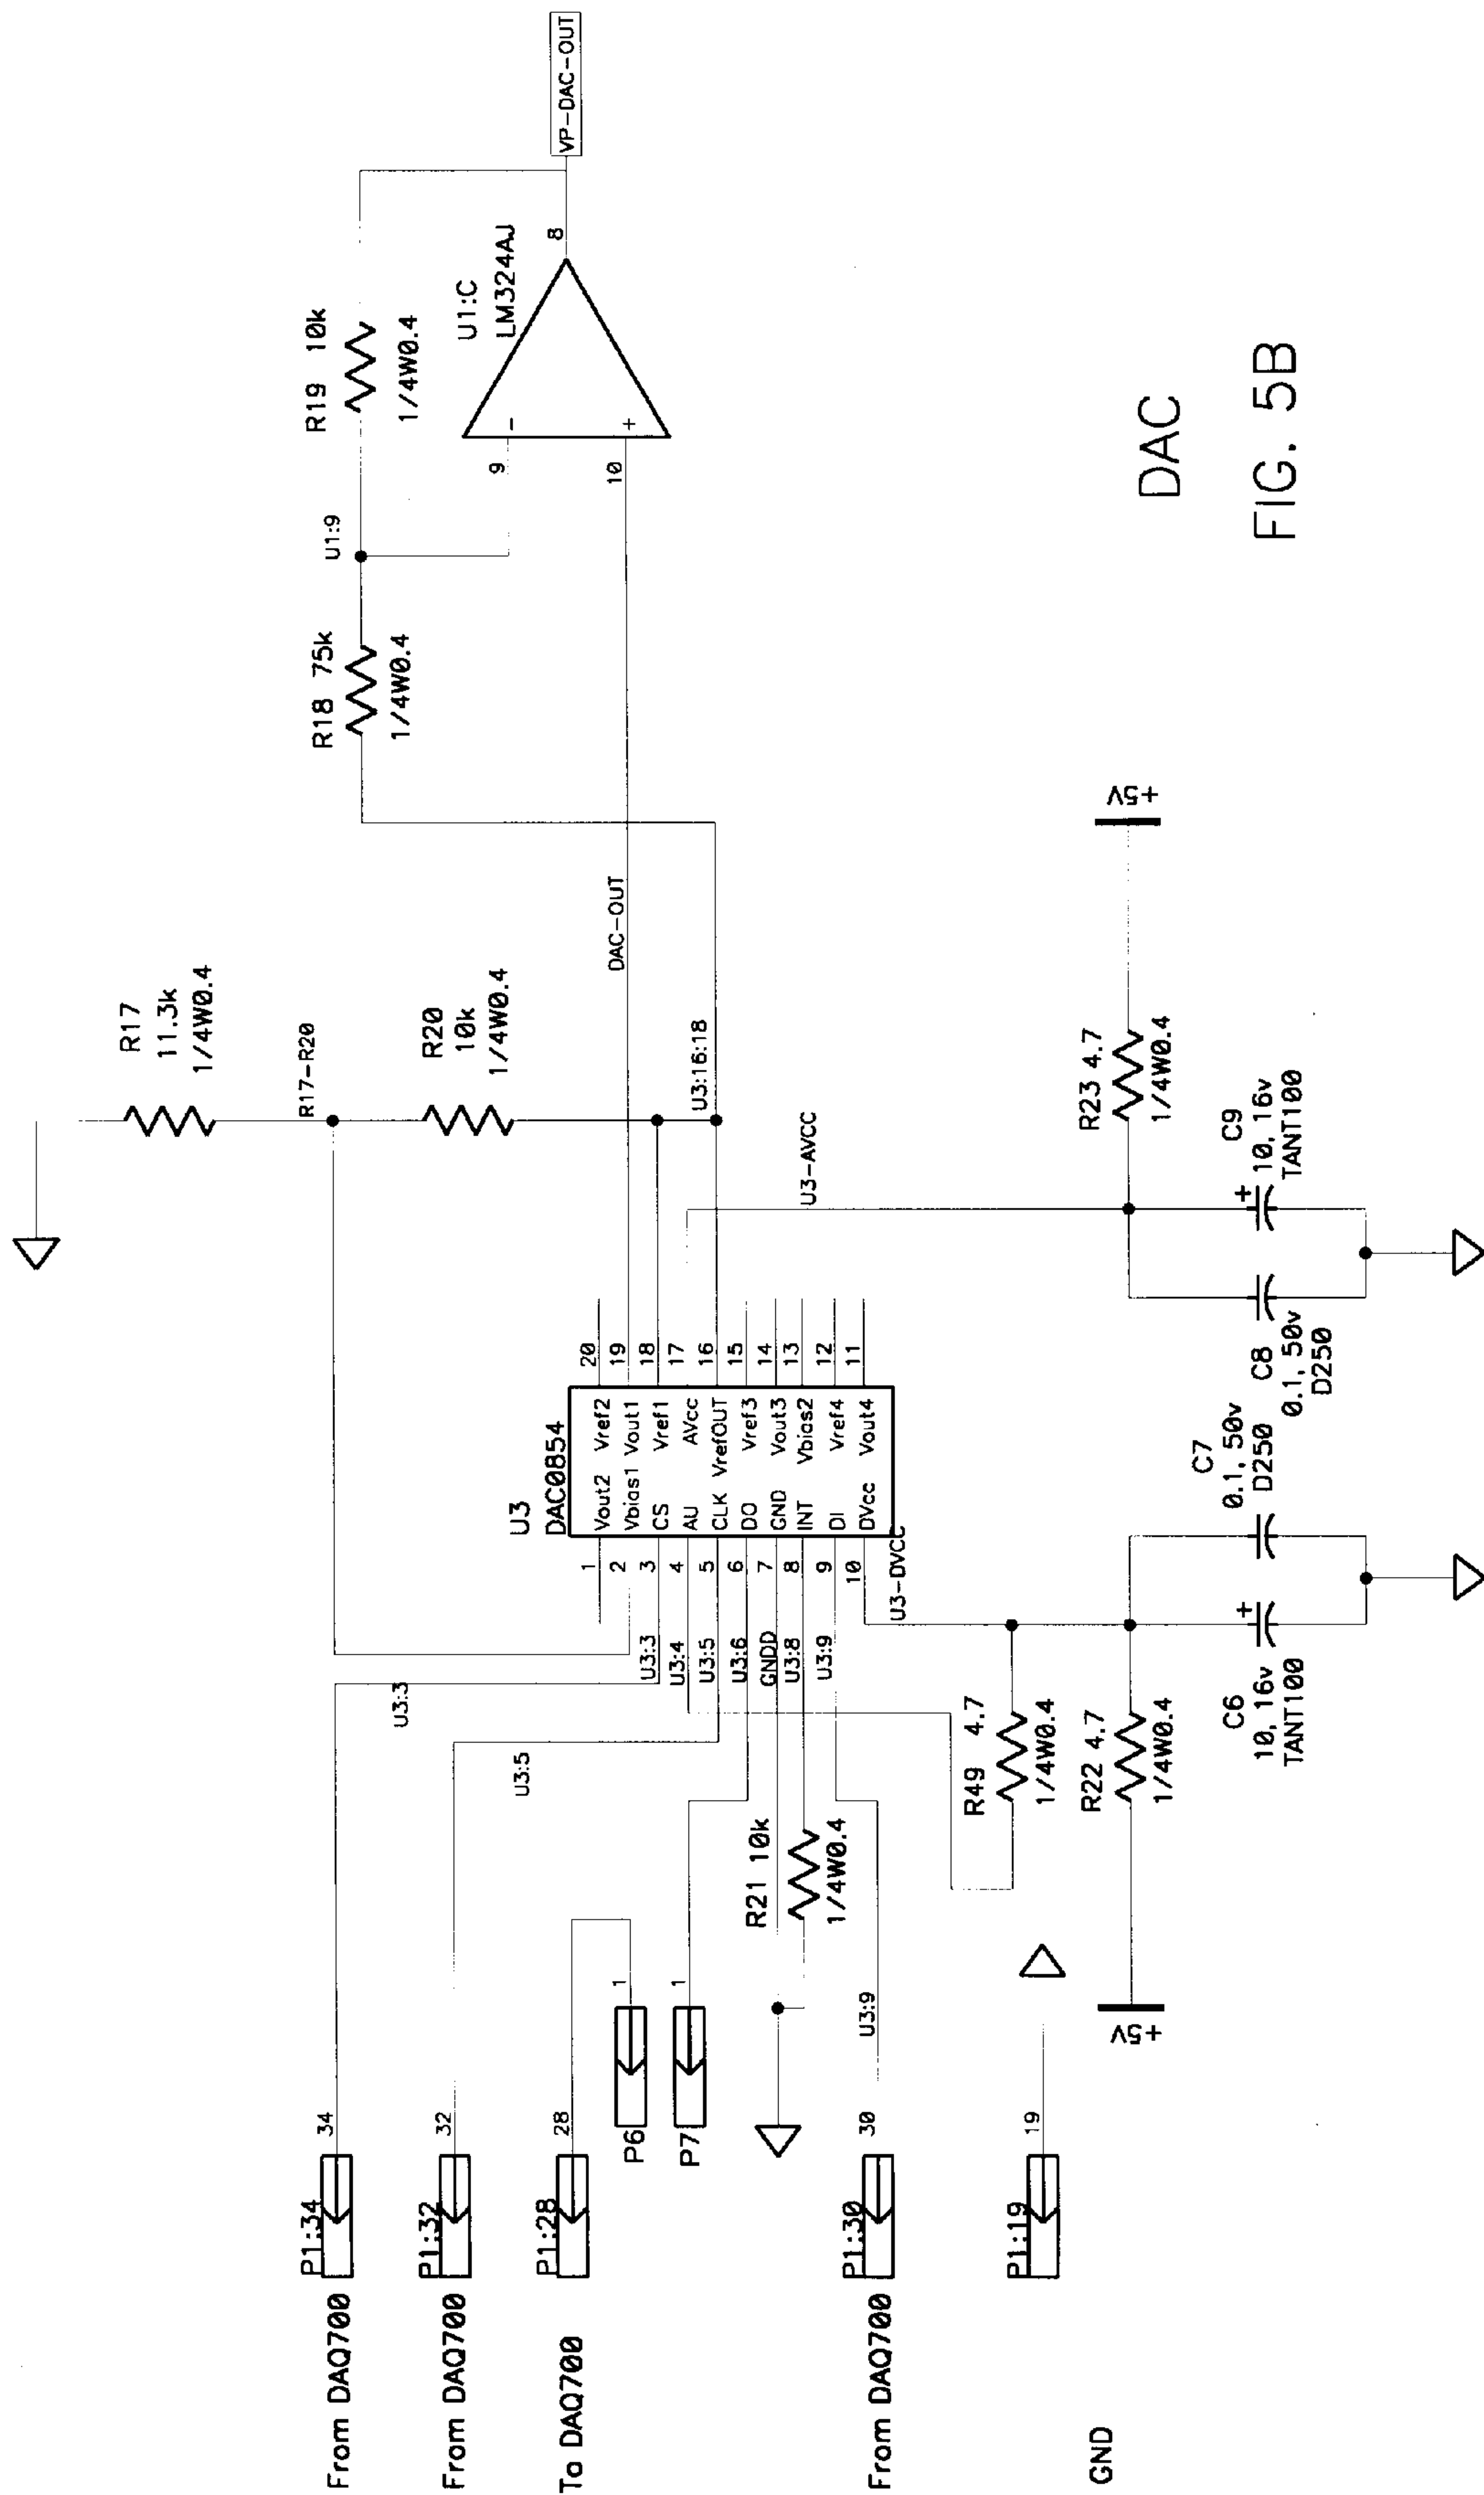 R17
11.3k
1/4W0.4
R17-R20
R20
10k
1/4W0.4
R18 75k
1/4W0.4
U1:9
R19 10k
1/4W0.4
U1:C
LM324AJ
9
-
10
+
8
VP-DAC-OUT
DAC-OUT
U3:16:18
U3-AVCC
From DAQ700
P1:34
34
U3:3
From DAQ700
P1:32
32
U3:5
To DAQ700
P1:28
28
P6
1
P7
1
R21 10k
1/4W0.4
From DAQ700
P1:30
30
U3:9
GND
P1:19
19
U3
DAC0854
1
Vout2
Vref2
20
2
Vbias1
Vout1
19
U3:3
3
CS
Vref1
18
U3:4
4
AU
AVcc
17
U3:5
5
CLK
VrefOUT
16
U3:6
6
DO
Vref3
15
GNDD
7
GND
Vout3
14
U3:8
8
INT
Vbias2
13
U3:9
9
DI
Vref4
12
10
DVcc
Vout4
11
U3-DVCC
R49 4.7
1/4W0.4
R22 4.7
1/4W0.4
+5V
C6
10,16v
TANT100
+
C7
0.1,50v
D250
C8
0.1,50v
D250
+
C9
10,16v
TANT100
R23 4.7
1/4W0.4
+5V
DAC
FIG. 5B